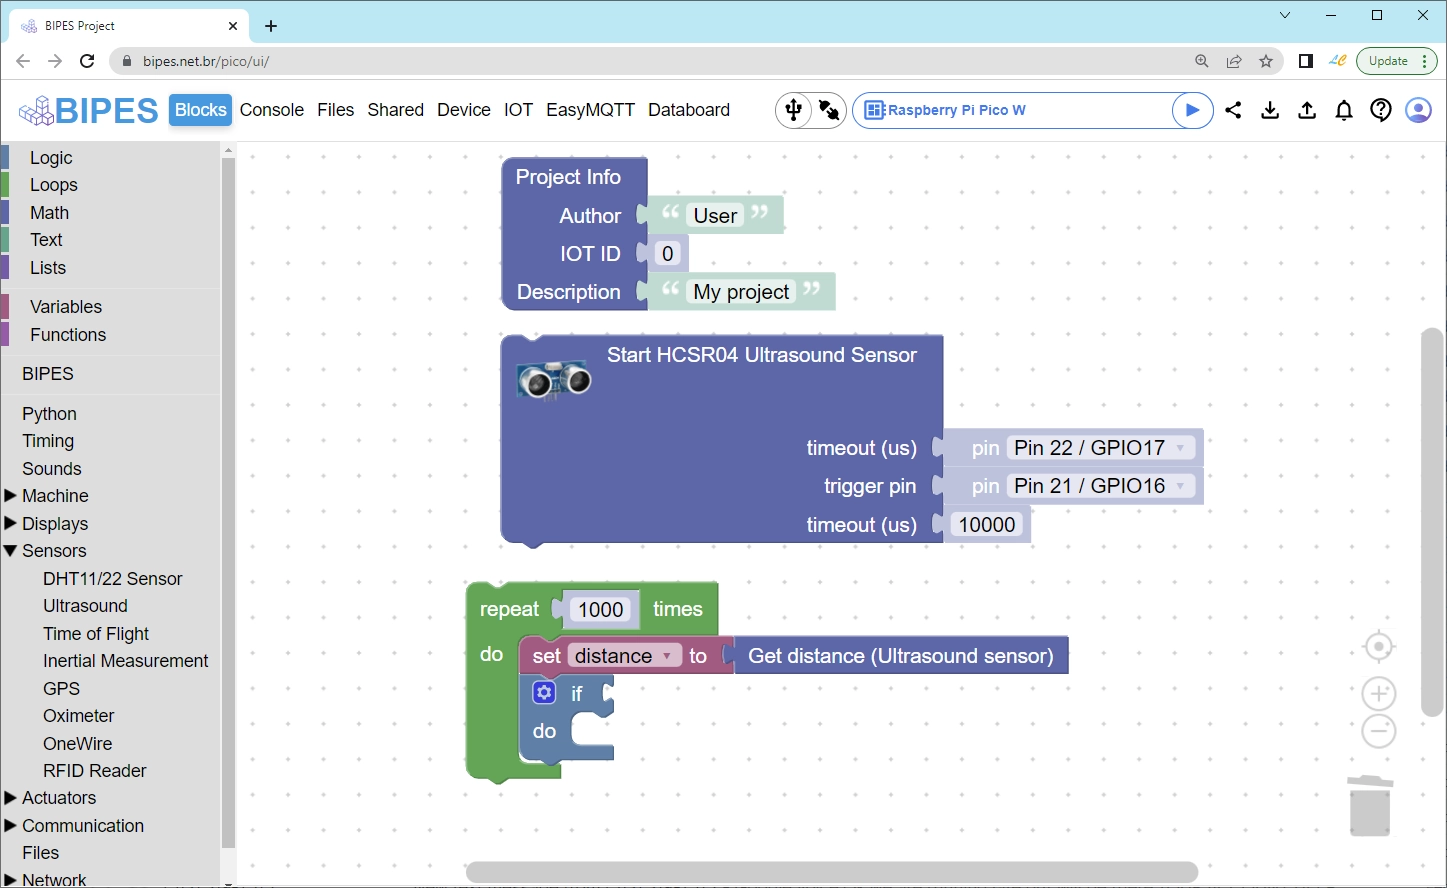 BIPES Project
bipes.net.br/pico/ui/
Update
BIPES Blocks Console Files Shared Device IOT EasyMQTT Databoard
Raspberry Pi Pico W
Logic
Loops
Math
Text
Lists
Variables
Functions
BIPES
Python
Timing
Sounds
Machine
Displays
Sensors
DHT11/22 Sensor
Ultrasound
Time of Flight
Inertial Measurement
GPS
Oximeter
OneWire
RFID Reader
Actuators
Communication
Files
Network
Project Info
Author “ User ”
IOT ID 0
Description “ My project ”
Start HCSR04 Ultrasound Sensor
timeout (us) pin Pin 22 / GPIO17
trigger pin pin Pin 21 / GPIO16
timeout (us) 10000
repeat 1000 times
do set distance to Get distance (Ultrasound sensor)
if
do